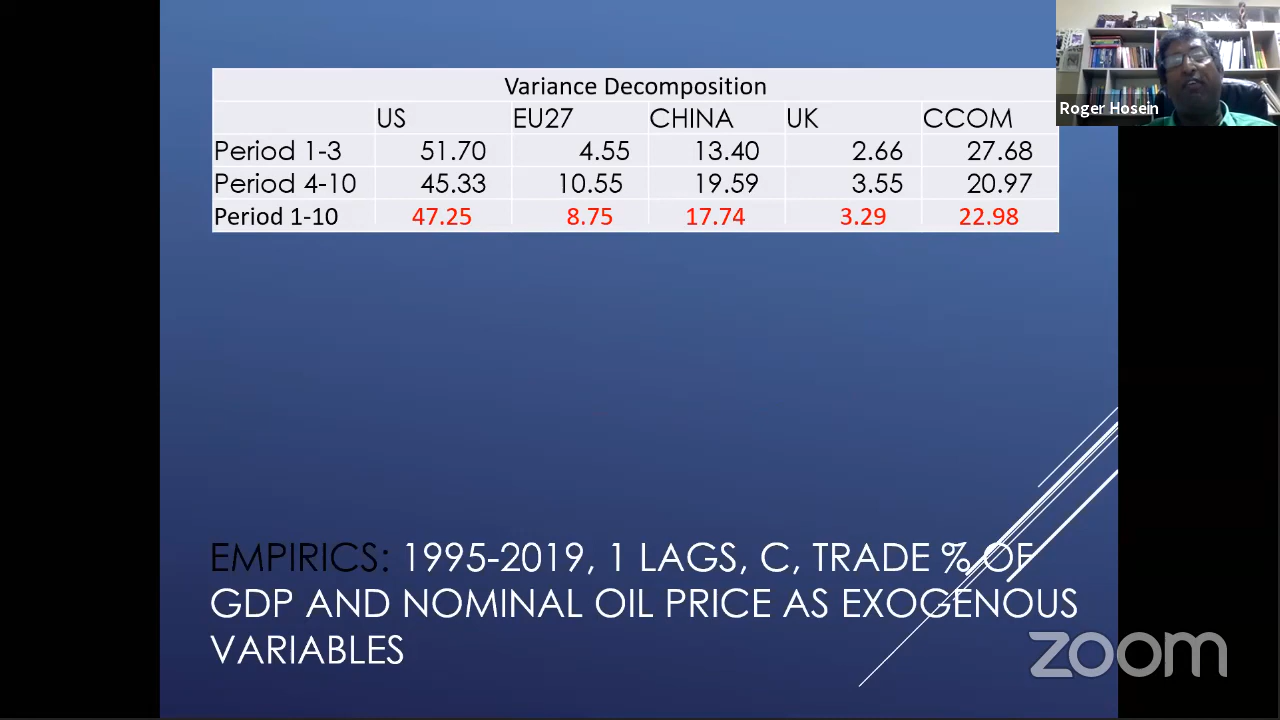 Variance Decomposition
US EU27 CHINA UK CCOM
Period 1-3 51.70 4.55 13.40 2.66 27.68
Period 4-10 45.33 10.55 19.59 3.55 20.97
Period 1-10 47.25 8.75 17.74 3.29 22.98
Roger Hosein
EMPIRICS: 1995-2019, 1 LAGS, C, TRADE % OF
GDP AND NOMINAL OIL PRICE AS EXOGENOUS
VARIABLES
zoom